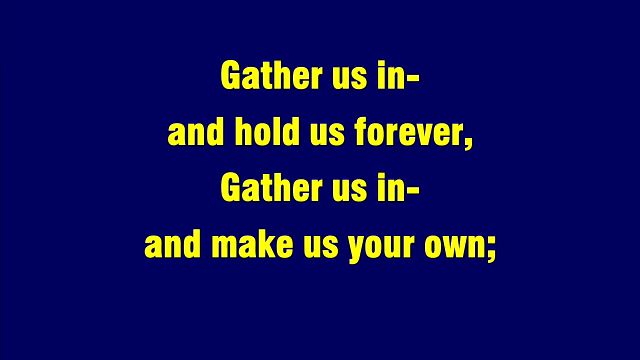 Gather us in-
and hold us forever,
Gather us in-
and make us your own;